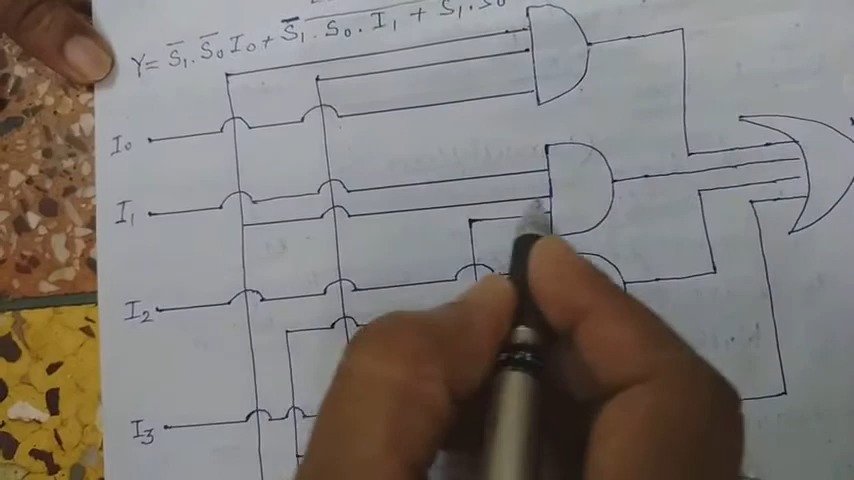 Y = S̅₁. S̅₀ I₀ + S̅₁. S₀. I₁ + S₁. S₀
I₀
I₁
I₂
I₃